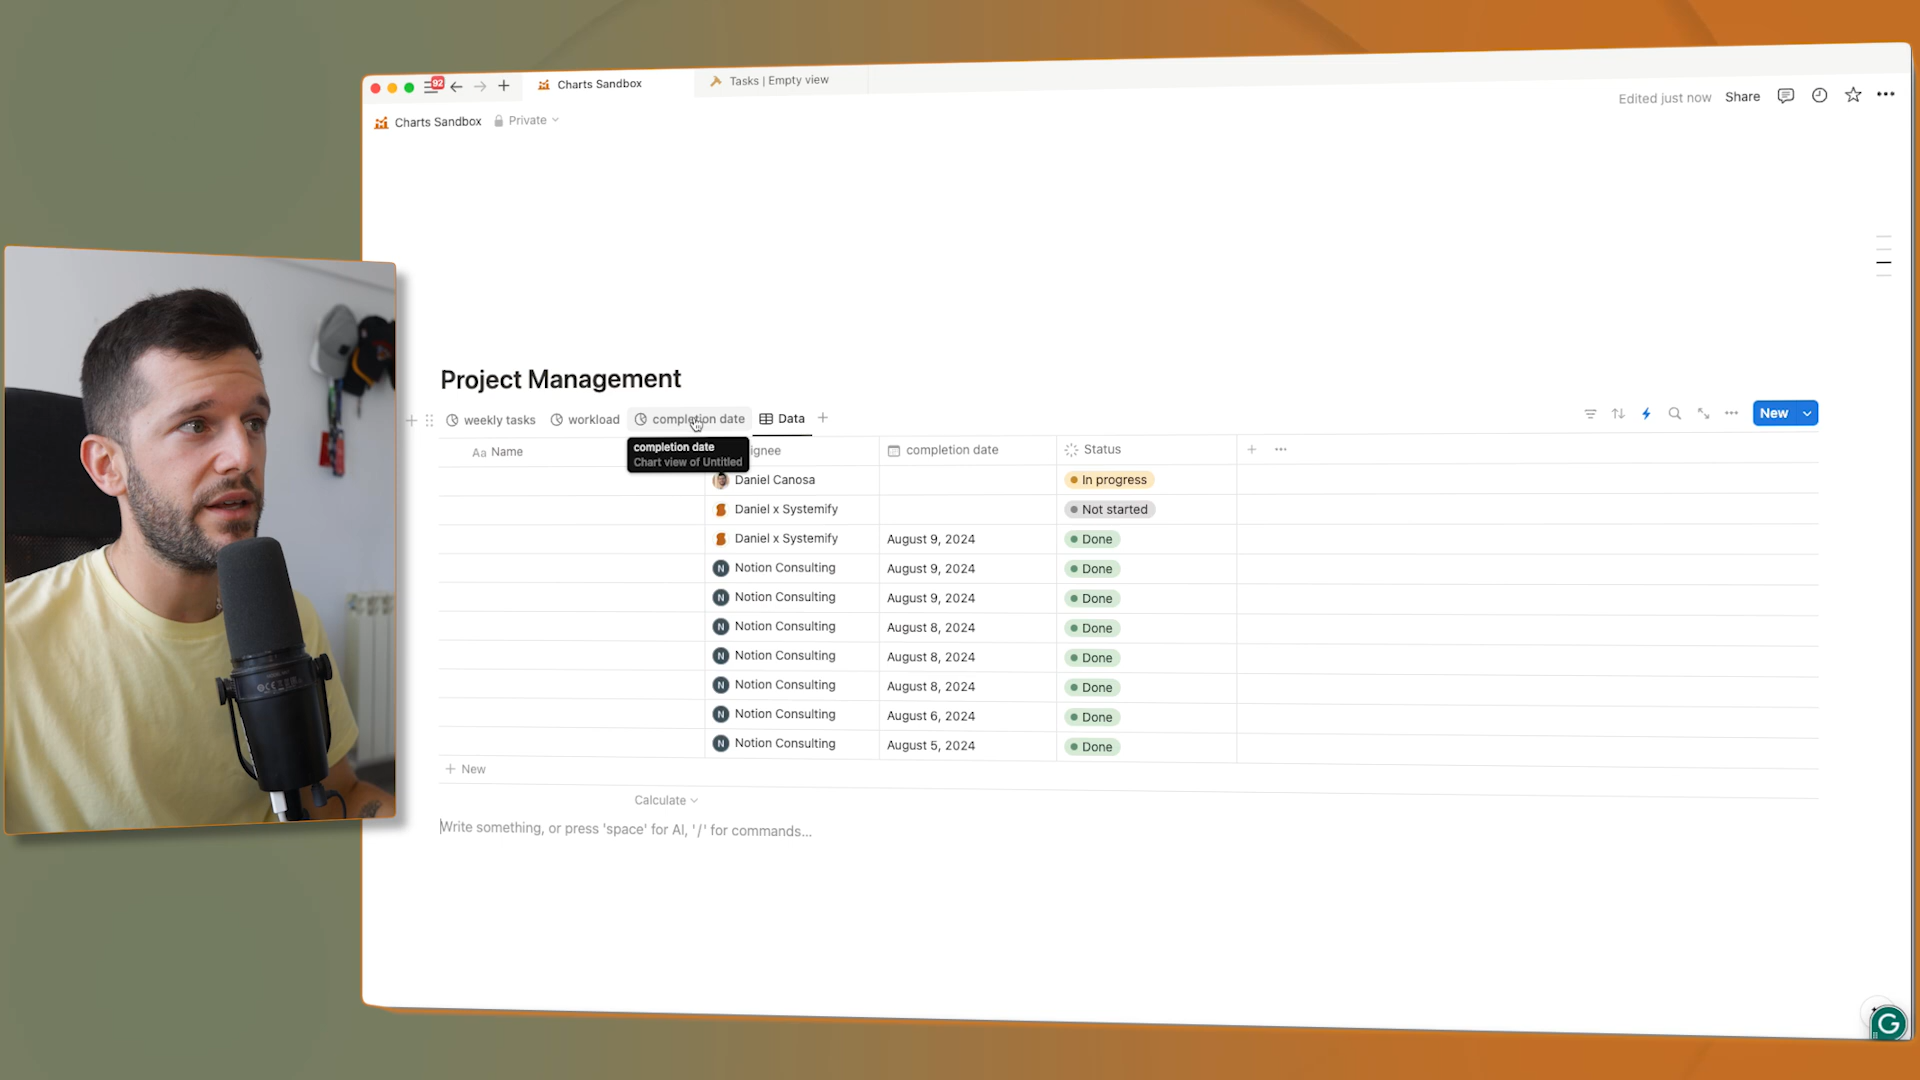 92
Charts Sandbox
Tasks | Empty view
Edited just now Share
Charts Sandbox Private
Project Management
weekly tasks workload completion date Data
New
completion date
Chart view of Untitled
Aa Name ignee completion date Status
Daniel Canosa In progress
Daniel x Systemify Not started
Daniel x Systemify August 9, 2024 Done
N Notion Consulting August 9, 2024 Done
N Notion Consulting August 9, 2024 Done
N Notion Consulting August 8, 2024 Done
N Notion Consulting August 8, 2024 Done
N Notion Consulting August 8, 2024 Done
N Notion Consulting August 6, 2024 Done
N Notion Consulting August 5, 2024 Done
+ New
Calculate
Write something, or press 'space' for AI, '/' for commands...
G